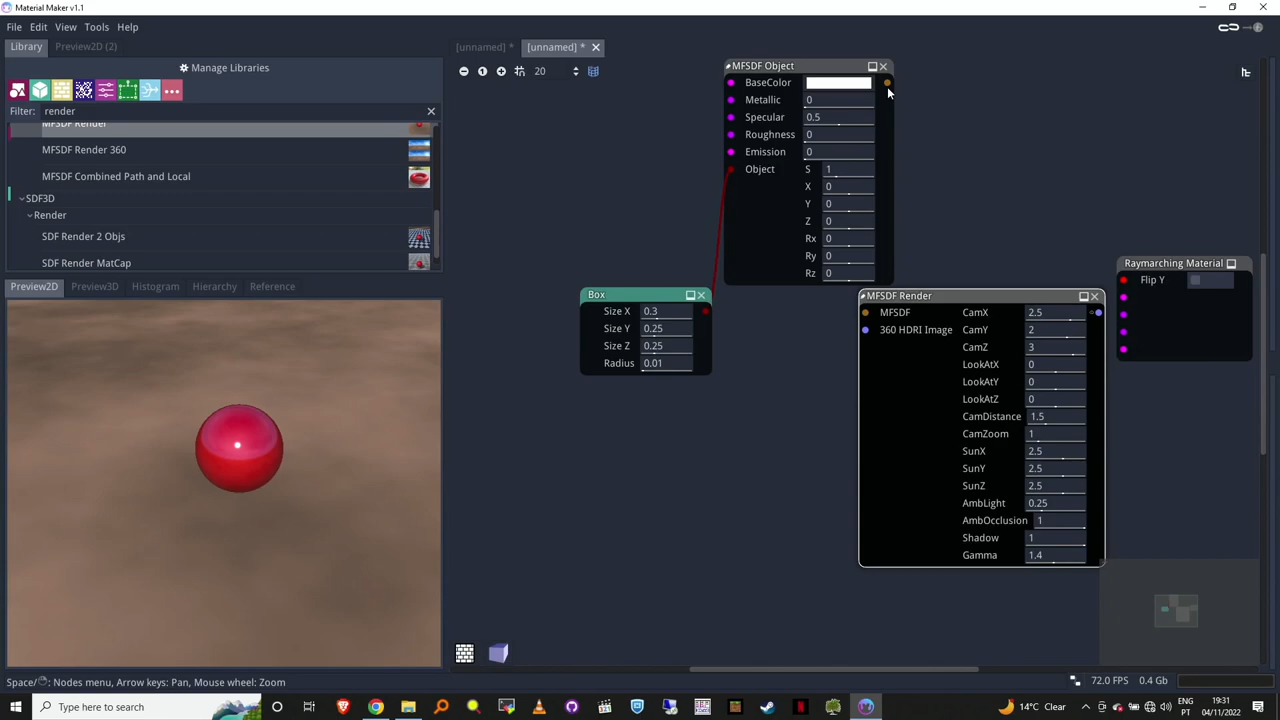 Material Maker v1.1
File Edit View Tools Help
Library Preview2D (2)
[unnamed] * [unnamed] *
Manage Libraries
20
Filter: render
MFSDF Render
MFSDF Render 360
MFSDF Combined Path and Local
SDF3D
Render
SDF Render 2 Objs
SDF Render MatCap
Preview2D Preview3D Histogram Hierarchy Reference
MFSDF Object
BaseColor
Metallic 0
Specular 0.5
Roughness 0
Emission 0
Object S 1
X 0
Y 0
Z 0
Rx 0
Ry 0
Rz 0
Box
Size X 0.3
Size Y 0.25
Size Z 0.25
Radius 0.01
MFSDF Render
MFSDF CamX 2.5
360 HDRI Image CamY 2
CamZ 3
LookAtX 0
LookAtY 0
LookAtZ 0
CamDistance 1.5
CamZoom 1
SunX 2.5
SunY 2.5
SunZ 2.5
AmbLight 0.25
AmbOcclusion 1
Shadow 1
Gamma 1.4
Raymarching Material
Flip Y
Space/ : Nodes menu, Arrow keys: Pan, Mouse wheel: Zoom
72.0 FPS 0.4 Gb
Type here to search
14°C Clear
ENG
PT
19:31
04/11/2022